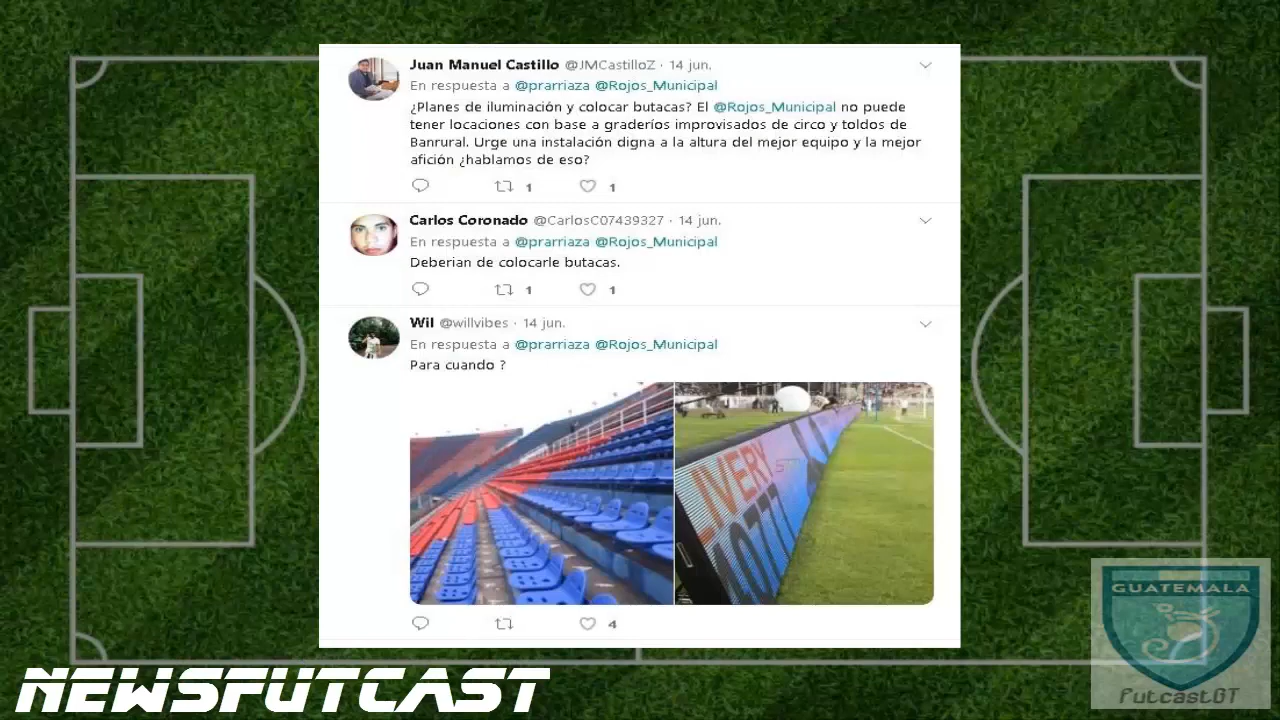 Juan Manuel Castillo @JMCastilloZ · 14 jun.
En respuesta a @prarriaza @Rojos_Municipal
¿Planes de iluminación y colocar butacas? El @Rojos_Municipal no puede
tener locaciones con base a graderíos improvisados de circo y toldos de
Banrural. Urge una instalación digna a la altura del mejor equipo y la mejor
afición ¿hablamos de eso?
1 1
Carlos Coronado @CarlosC07439327 · 14 jun.
En respuesta a @prarriaza @Rojos_Municipal
Deberian de colocarle butacas.
1 1
Wil @willvibes · 14 jun.
En respuesta a @prarriaza @Rojos_Municipal
Para cuando ?
IVERY
4
GUATEMALA
FutcastGT
NEWSFUTCAST